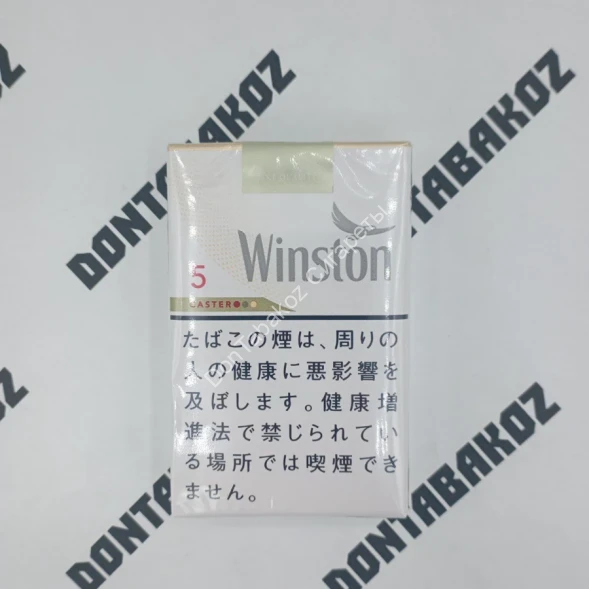 DONTABAKOZ
DONTABAKOZ
Winston
5
CASTER
DonTabakoz Сигареты
たばこの煙は、周りの
人の健康に悪影響を
及ぼします。健康増
進法で禁じられてい
る場所では喫煙でき
ません。
DONTABAKOZ
DONTABAKOZ